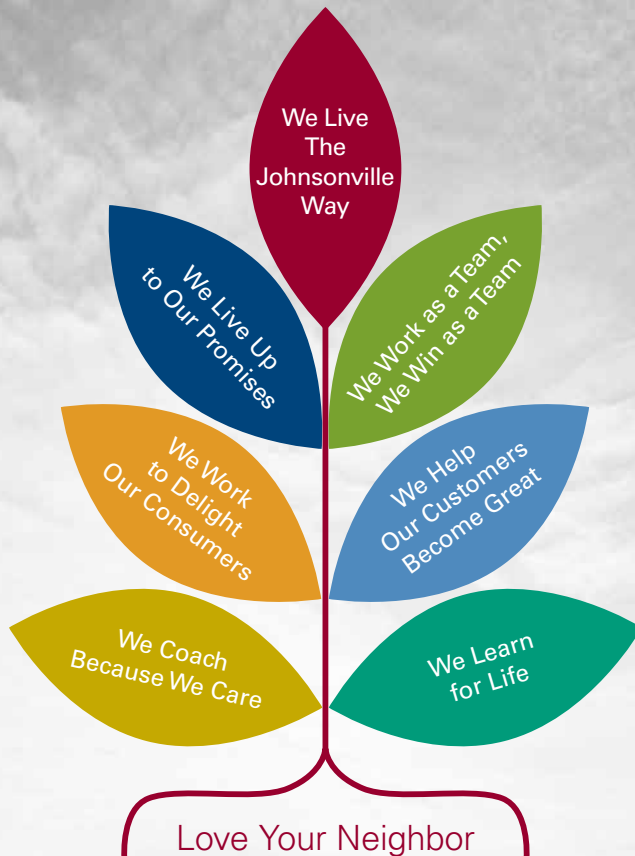 We Live
The
Johnsonville
Way
We Live Up
to Our Promises
We Work as a Team,
We Win as a Team
We Work
to Delight
Our Consumers
We Help
Our Customers
Become Great
We Coach
Because We Care
We Learn
for Life
Love Your Neighbor